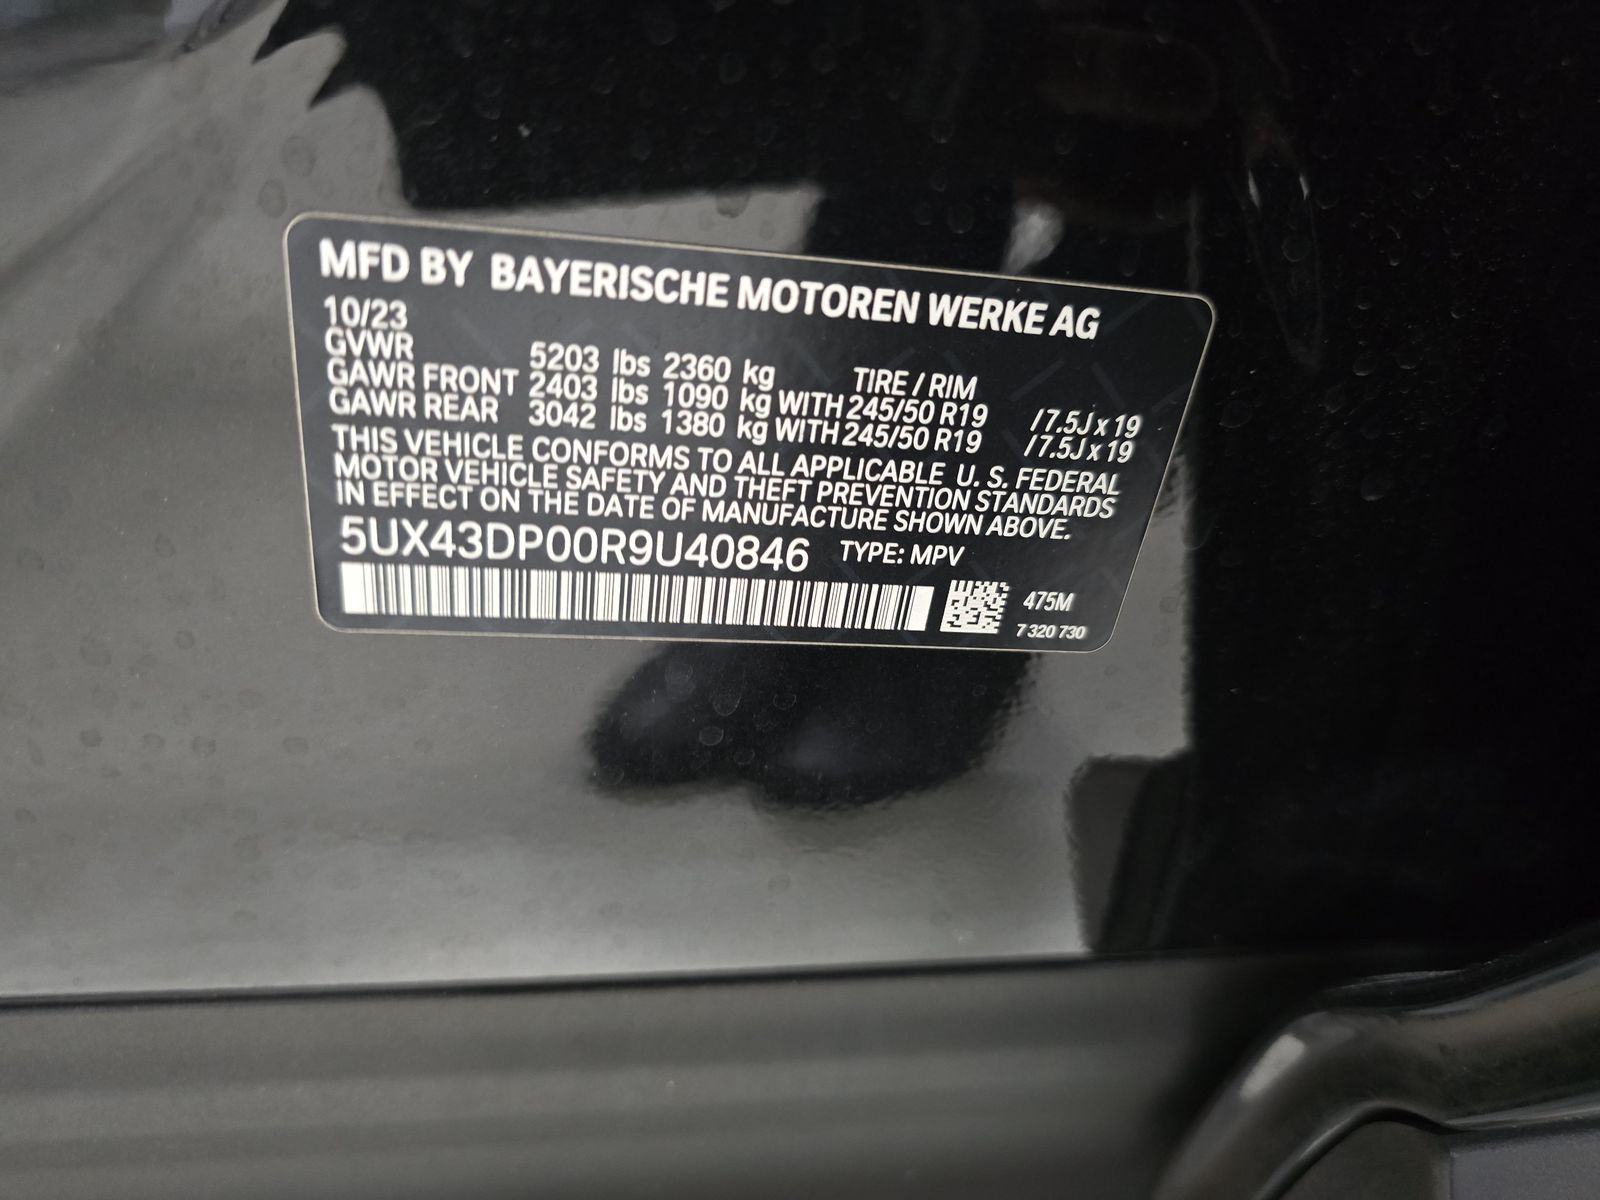 MFD BY BAYERISCHE MOTOREN WERKE AG
10/23
GVWR 5203 lbs 2360 kg TIRE / RIM
GAWR FRONT 2403 lbs 1090 kg WITH 245/50 R19 /7.5J x 19
GAWR REAR 3042 lbs 1380 kg WITH 245/50 R19 /7.5J x 19
THIS VEHICLE CONFORMS TO ALL APPLICABLE U. S. FEDERAL
MOTOR VEHICLE SAFETY AND THEFT PREVENTION STANDARDS
IN EFFECT ON THE DATE OF MANUFACTURE SHOWN ABOVE.
5UX43DP00R9U40846 TYPE: MPV
475M
7 320 730